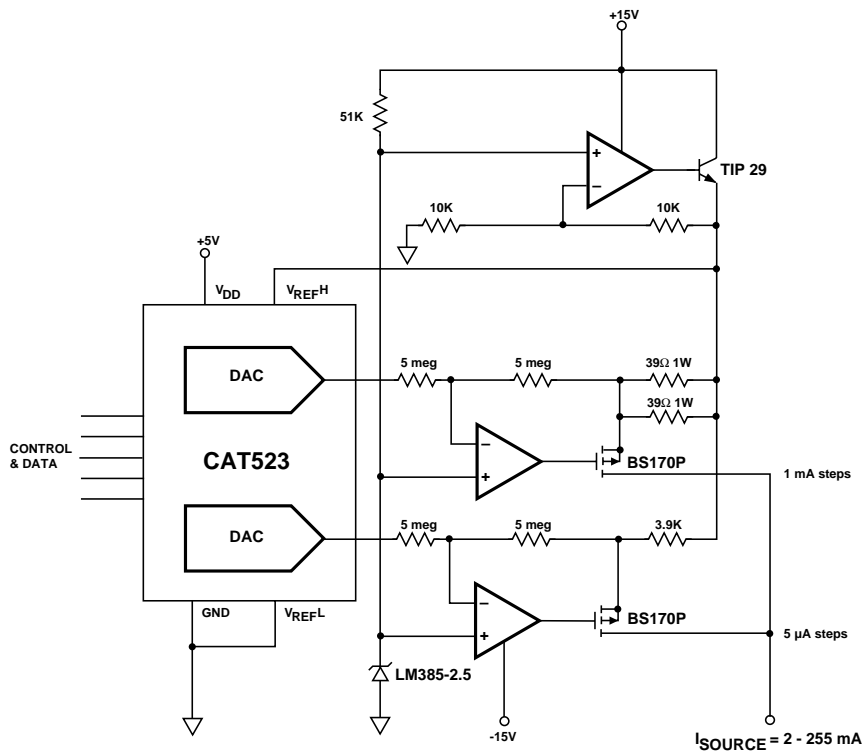 +15V
51K
+
−
TIP 29
10K
10K
+5V
VDD
VREFH
DAC
5 meg
5 meg
39Ω 1W
39Ω 1W
CONTROL
& DATA
CAT523
−
+
BS170P
1 mA steps
DAC
5 meg
5 meg
3.9K
GND
VREFL
−
+
BS170P
5 µA steps
LM385-2.5
-15V
ISOURCE = 2 - 255 mA